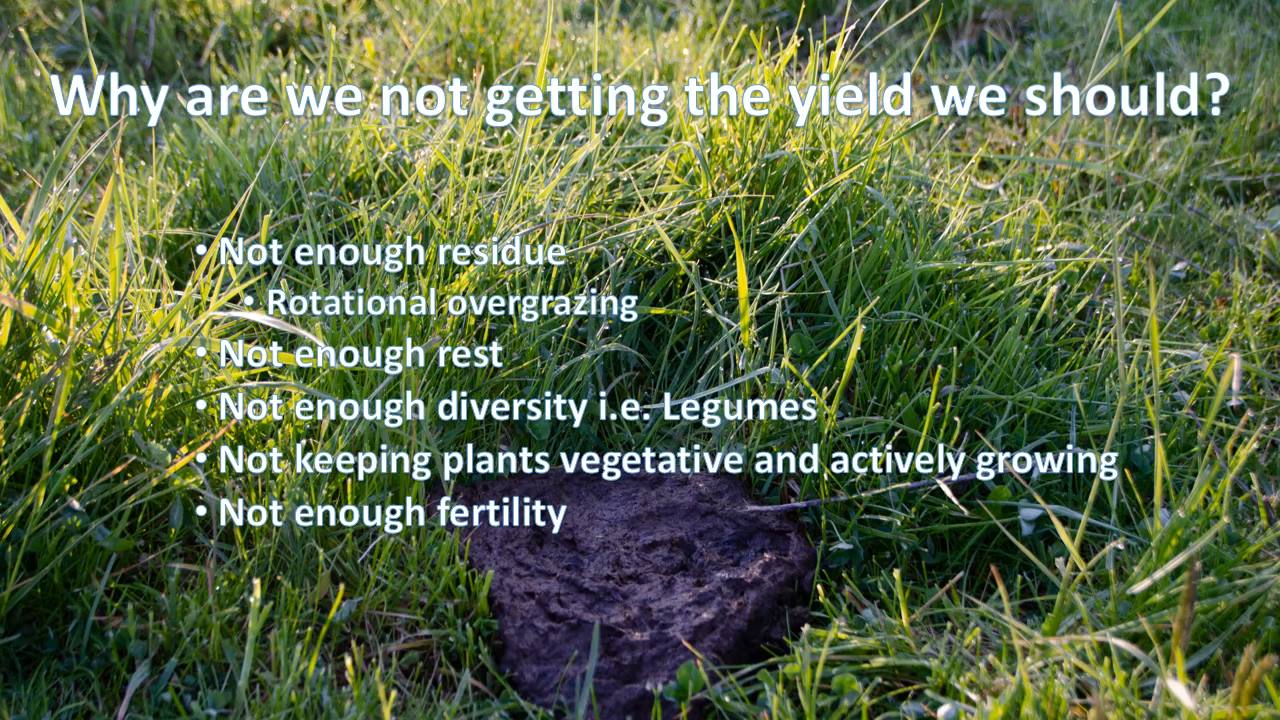 Why are we not getting the yield we should?
• Not enough residue
• Rotational overgrazing
• Not enough rest
• Not enough diversity i.e. Legumes
• Not keeping plants vegetative and actively growing
• Not enough fertility